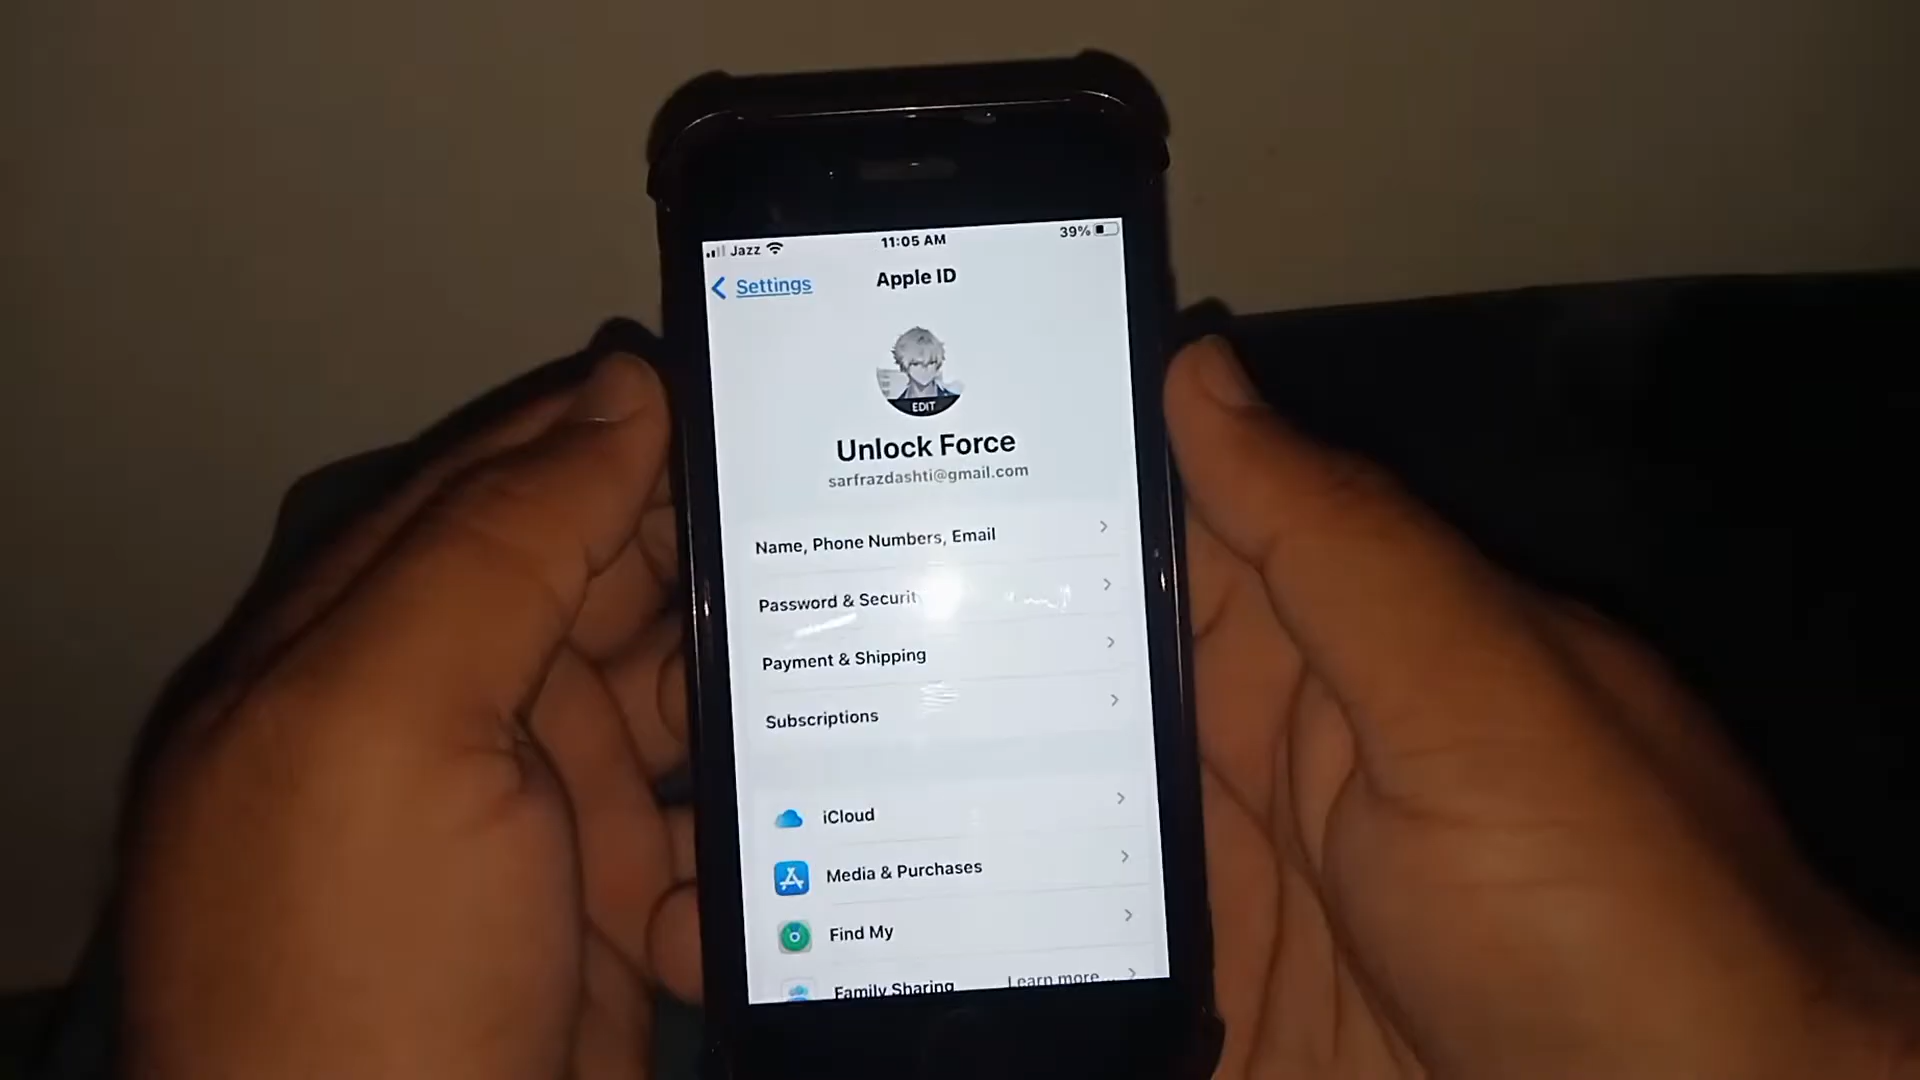 Jazz 11:05 AM 39%
Settings Apple ID
EDIT
Unlock Force
sarfrazdashti@gmail.com
Name, Phone Numbers, Email
Password & Securit
Payment & Shipping
Subscriptions
iCloud
Media & Purchases
Find My
Family Sharing Learn more...